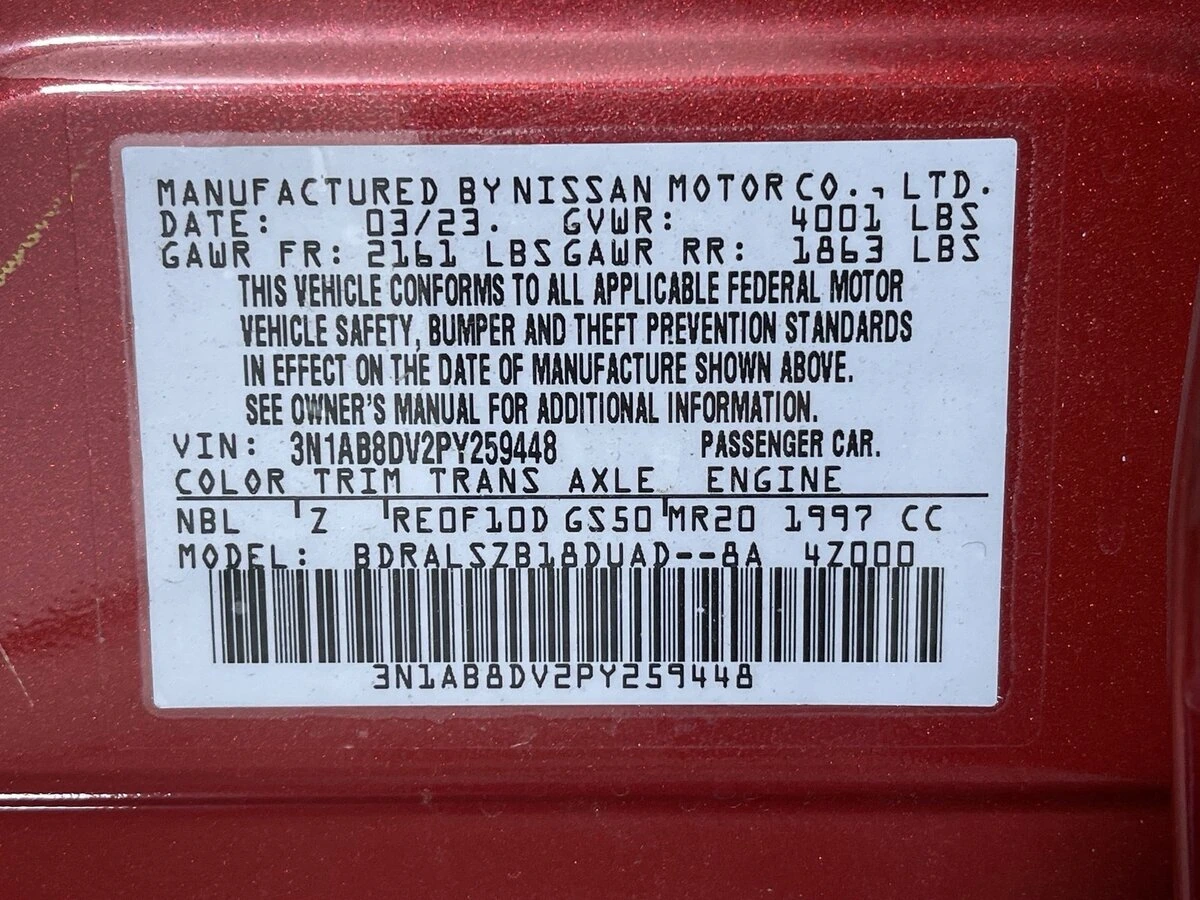 MANUFACTURED BY NISSAN MOTOR CO., LTD.
DATE: 03/23. GVWR: 4001 LBS
GAWR FR: 2161 LBS GAWR RR: 1863 LBS
THIS VEHICLE CONFORMS TO ALL APPLICABLE FEDERAL MOTOR
VEHICLE SAFETY, BUMPER AND THEFT PREVENTION STANDARDS
IN EFFECT ON THE DATE OF MANUFACTURE SHOWN ABOVE.
SEE OWNER'S MANUAL FOR ADDITIONAL INFORMATION.
VIN: 3N1AB8DV2PY259448 PASSENGER CAR.
COLOR TRIM TRANS AXLE ENGINE
NBL Z RE0F10D GS50 MR20 1997 CC
MODEL: BDRALSZB18DUAD--8A 4Z000
3N1AB8DV2PY259448